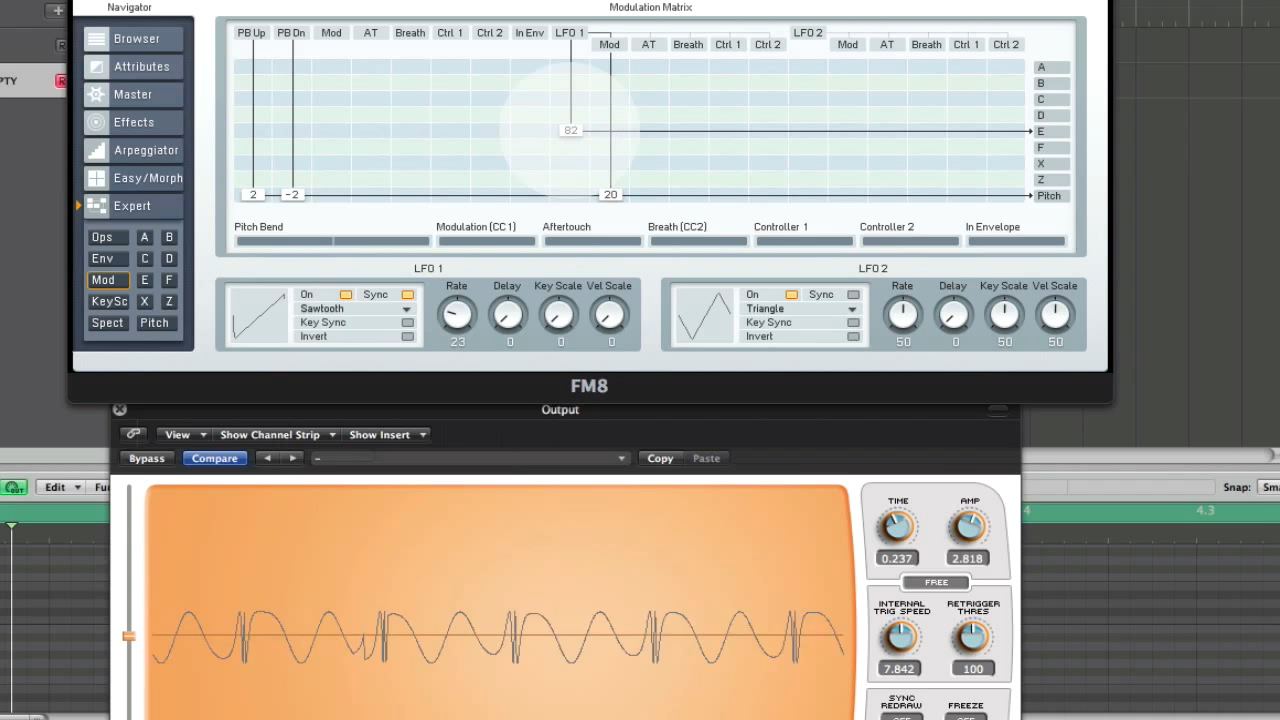 Navigator
Modulation Matrix
PB Up PB Dn Mod AT Breath Ctrl 1 Ctrl 2 In Env LFO 1 LFO 2
Mod AT Breath Ctrl 1 Ctrl 2 Mod AT Breath Ctrl 1 Ctrl 2
Browser
Attributes
Master
Effects
Arpeggiator
Easy/Morph
Expert
Ops A B
Env C D
Mod E F
KeySc X Z
Spect Pitch
A
B
C
D
82 E
F
X
Z
2 -2 20 Pitch
Pitch Bend Modulation (CC1) Aftertouch Breath (CC2) Controller 1 Controller 2 In Envelope
LFO 1 LFO 2
On Sync Rate Delay Key Scale Vel Scale
Sawtooth
Key Sync
Invert
23 0 0 0
On Sync Rate Delay Key Scale Vel Scale
Triangle
Key Sync
Invert
50 0 50 50
PTY R
FM8
Output
View Show Channel Strip Show Insert
Bypass Compare – Copy Paste
OUT Edit Snap:
4 4.3
TIME AMP
0.237 2.818
FREE
INTERNAL TRIG SPEED RETRIGGER THRES
7.842 100
SYNC REDRAW FREEZE